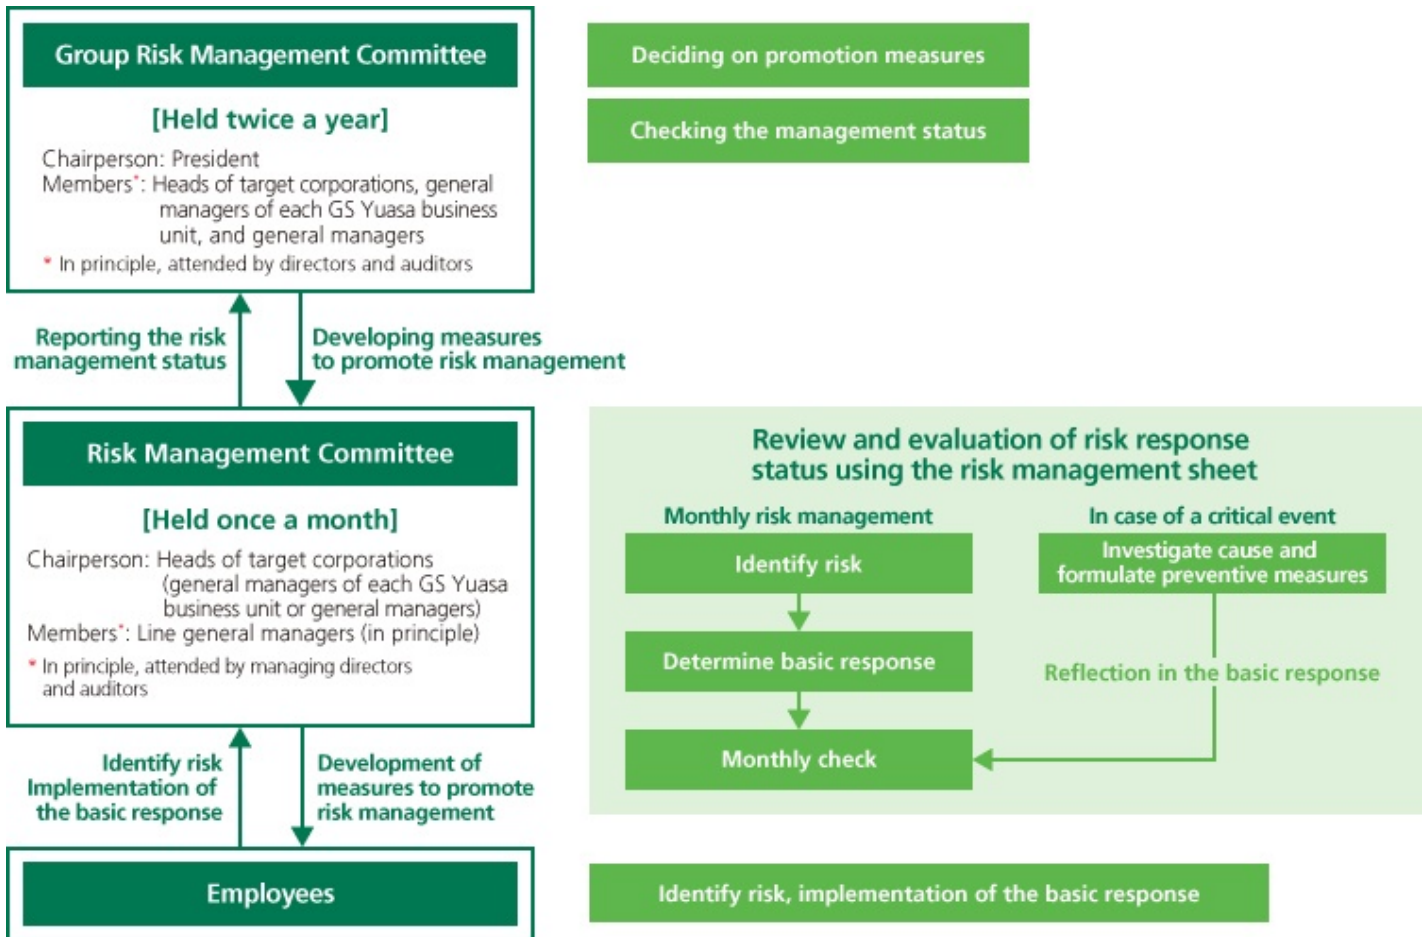 Group Risk Management Committee
[Held twice a year]
Chairperson: President
Members*: Heads of target corporations, general
managers of each GS Yuasa business
unit, and general managers
* In principle, attended by directors and auditors
Deciding on promotion measures
Checking the management status
Reporting the risk
management status
Developing measures
to promote risk management
Risk Management Committee
[Held once a month]
Chairperson: Heads of target corporations
(general managers of each GS Yuasa
business unit or general managers)
Members*: Line general managers (in principle)
* In principle, attended by managing directors
and auditors
Review and evaluation of risk response
status using the risk management sheet
Monthly risk management
Identify risk
Determine basic response
Monthly check
In case of a critical event
Investigate cause and
formulate preventive measures
Reflection in the basic response
Identify risk
Implementation of
the basic response
Development of
measures to promote
risk management
Employees
Identify risk, implementation of the basic response